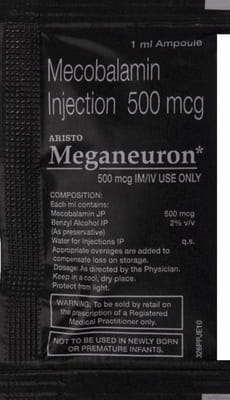 1 ml Ampoule
Mecobalamin
Injection 500 mcg
ARISTO
Meganeuron*
500 mcg IM/IV USE ONLY
COMPOSITION:
Each ml contains:
Mecobalamin JP 500 mcg
Benzyl Alcohol IP 2% v/v
(As preservative)
Water for Injections IP q.s.
Appropriate overages are added to
compensate loss on storage.
Dosage: As directed by the Physician.
Keep in a cool, dry place.
Protect from light.
WARNING: To be sold by retail on
the prescription of a Registered
Medical Practitioner only.
NOT TO BE USED IN NEWLY BORN
OR PREMATURE INFANTS.
326PPJE10